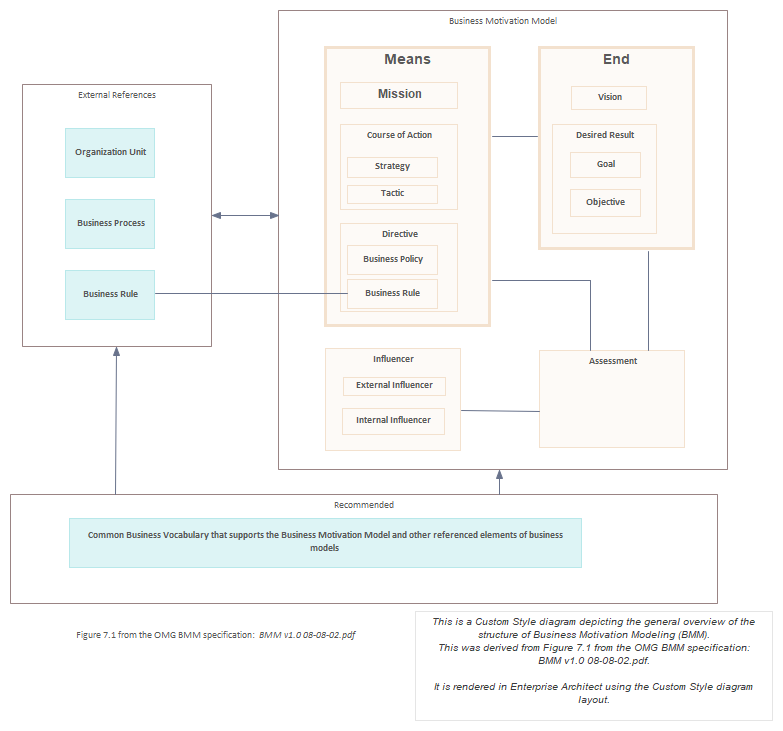 Business Motivation Model
External References
Organization Unit
Business Process
Business Rule
Means
Mission
Course of Action
Strategy
Tactic
Directive
Business Policy
Business Rule
End
Vision
Desired Result
Goal
Objective
Influencer
External Influencer
Internal Influencer
Assessment
Recommended
Common Business Vocabulary that supports the Business Motivation Model and other referenced elements of business
models
Figure 7.1 from the OMG BMM specification: BMM v1.0 08-08-02.pdf
This is a Custom Style diagram depicting the general overview of the
structure of Business Motivation Modeling (BMM).
This was derived from Figure 7.1 from the OMG BMM specification:
BMM v1.0 08-08-02.pdf.
It is rendered in Enterprise Architect using the Custom Style diagram
layout.